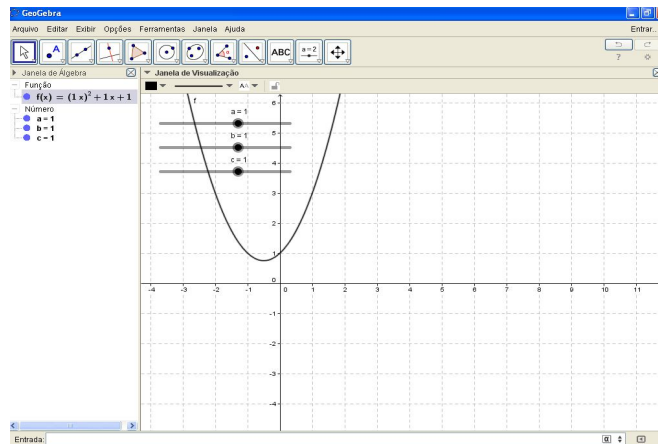 GeoGebra
Arquivo Editar Exibir Opções Ferramentas Janela Ajuda
Entrar...
A
ABC
a=2
?
Janela de Álgebra
Função
f(x) = (1 x)² + 1 x + 1
Número
a = 1
b = 1
c = 1
Janela de Visualização
AA
f
a = 1
b = 1
c = 1
6
5
4
3
2
1
0
-4 -3 -2 -1 0 1 2 3 4 5 6 7 8 9 10 11
-1
-2
-3
-4
Entrada:
α